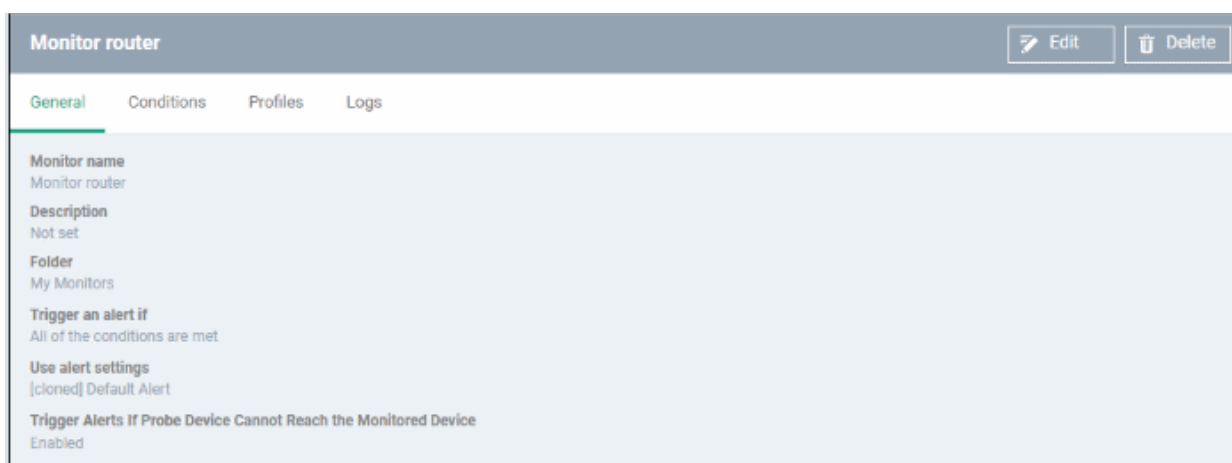 Monitor router
Edit Delete
General Conditions Profiles Logs
Monitor name
Monitor router
Description
Not set
Folder
My Monitors
Trigger an alert if
All of the conditions are met
Use alert settings
[cloned] Default Alert
Trigger Alerts If Probe Device Cannot Reach the Monitored Device
Enabled